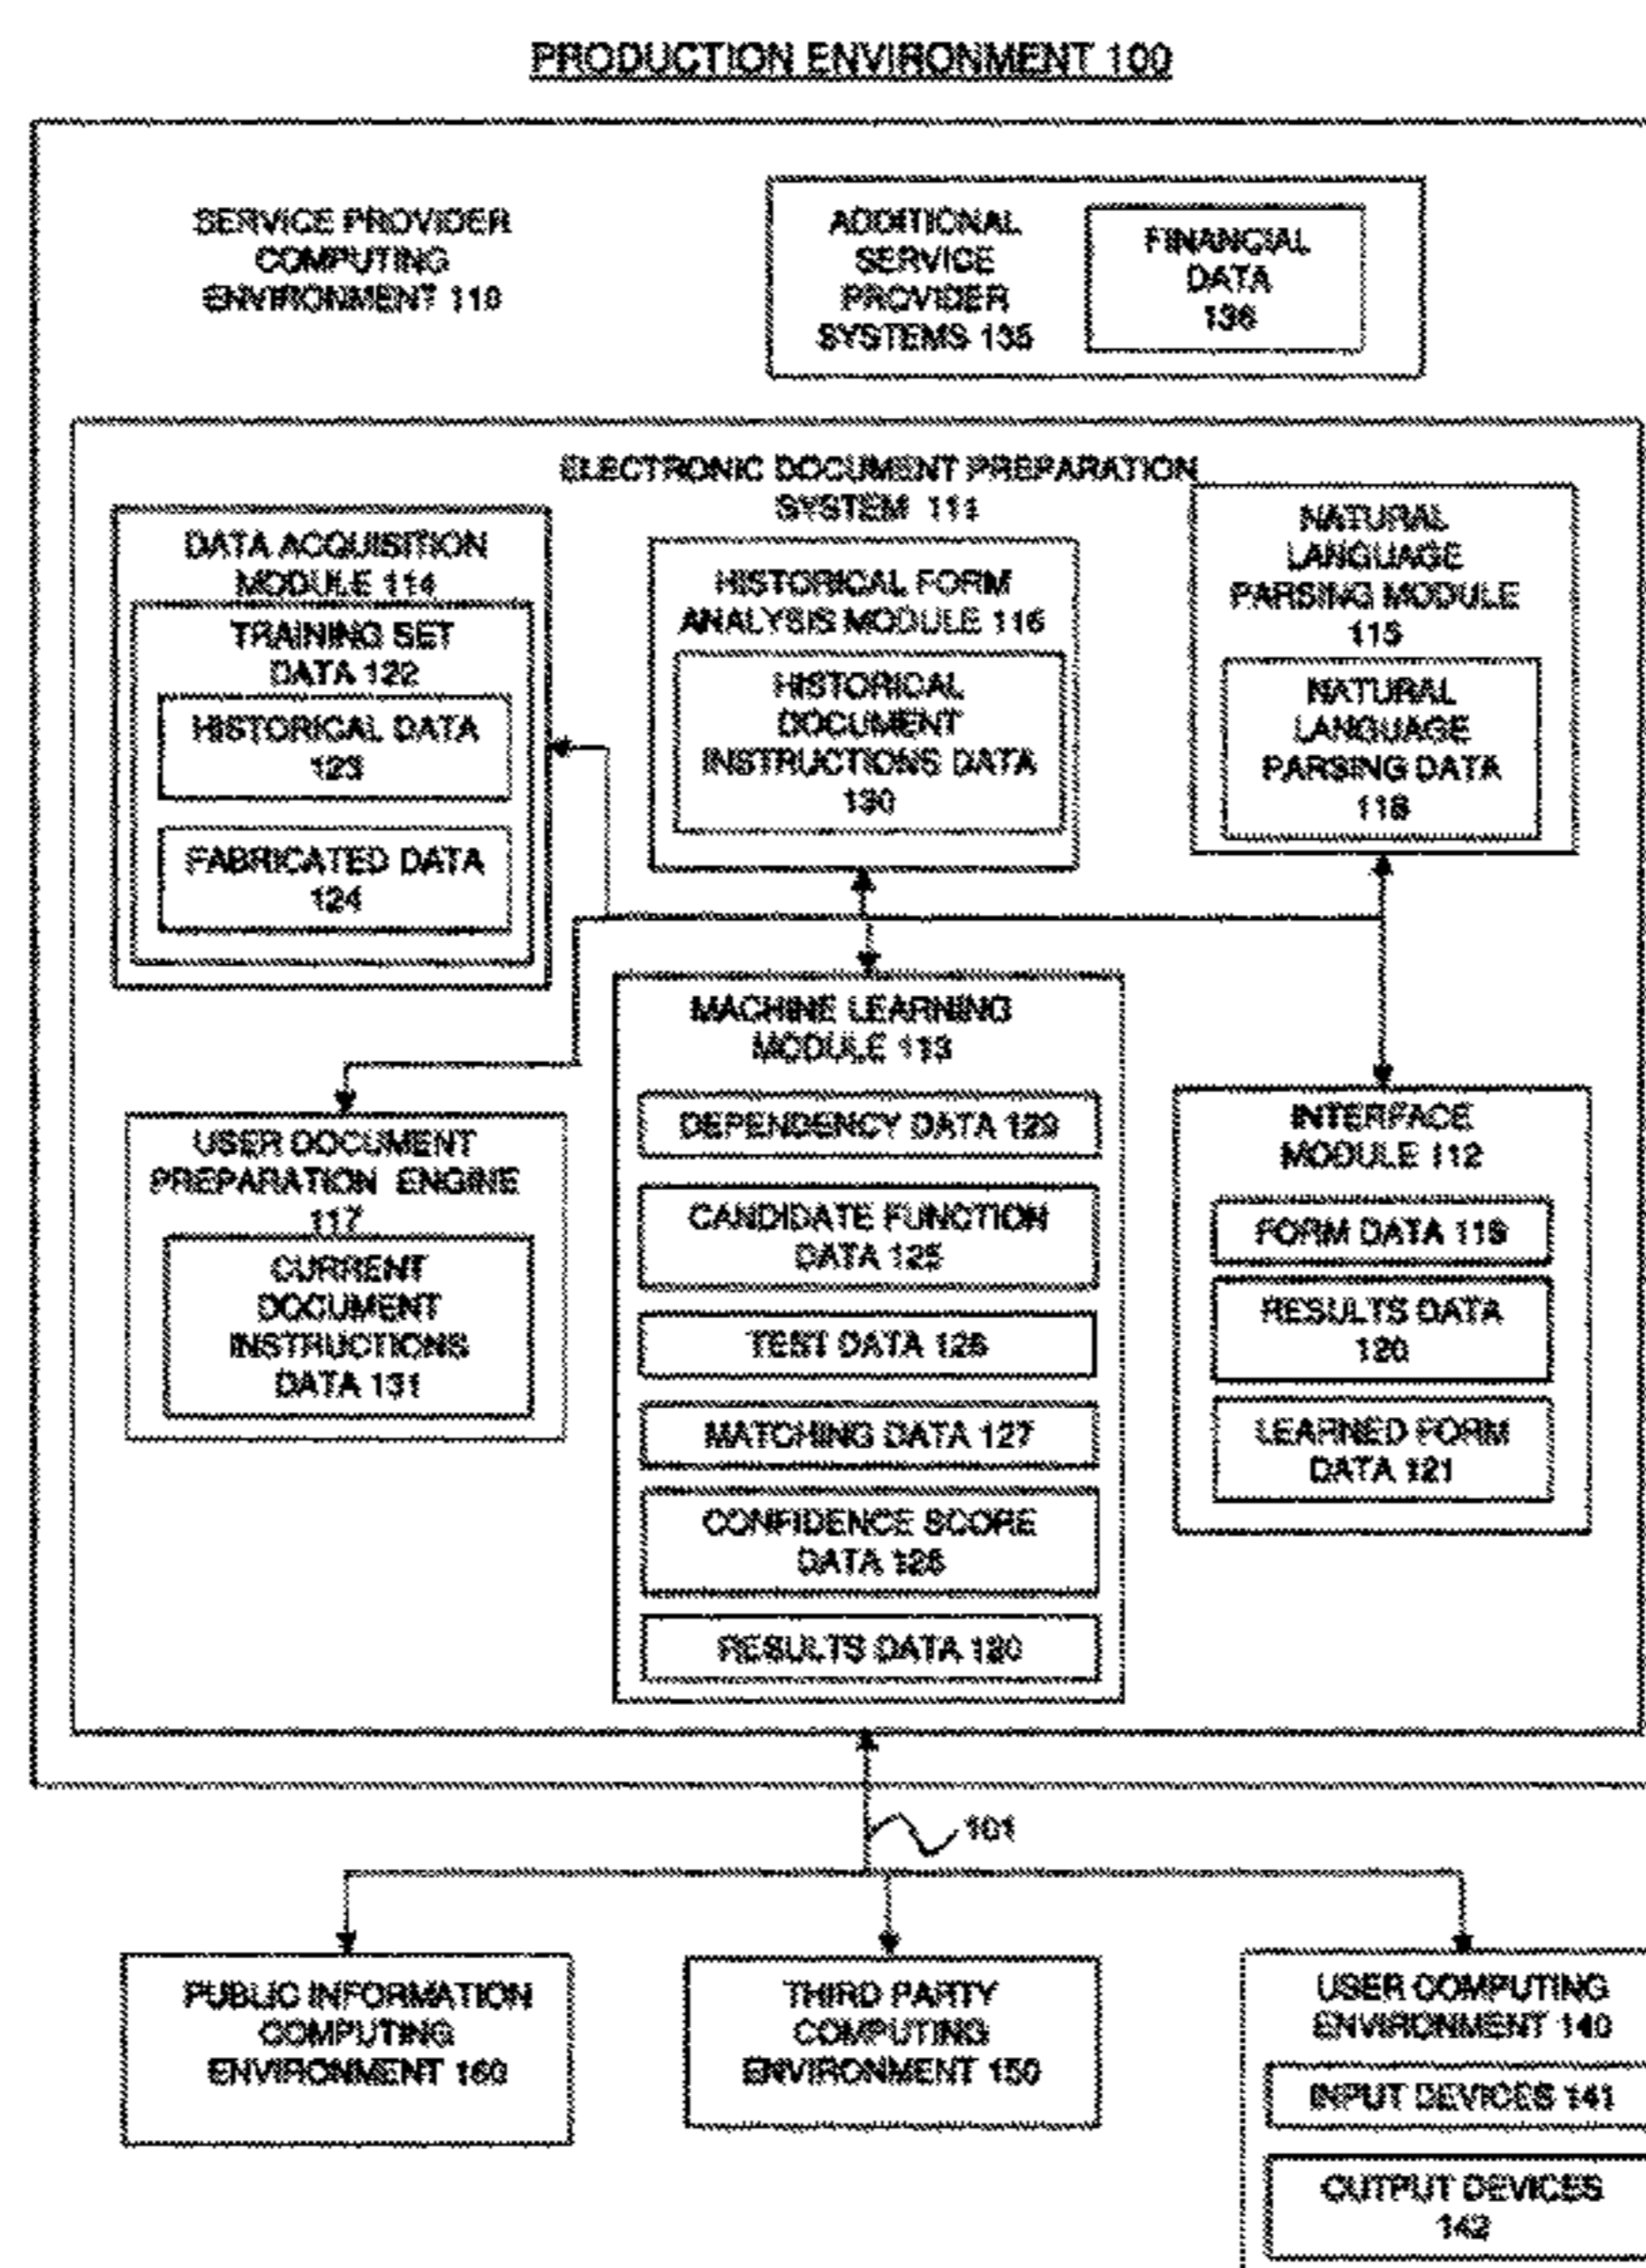 PRODUCTION ENVIRONMENT 100
SERVICE PROVIDER
COMPUTING
ENVIRONMENT 110
ADDITIONAL
SERVICE
PROVIDER
SYSTEMS 135
FINANCIAL
DATA
136
ELECTRONIC DOCUMENT PREPARATION
SYSTEM 111
DATA ACQUISITION
MODULE 114
TRAINING SET
DATA 122
HISTORICAL DATA
123
FABRICATED DATA
124
HISTORICAL FORM
ANALYSIS MODULE 116
HISTORICAL
DOCUMENT
INSTRUCTIONS DATA
130
NATURAL
LANGUAGE
PARSING MODULE
115
NATURAL
LANGUAGE
PARSING DATA
118
MACHINE LEARNING
MODULE 113
DEPENDENCY DATA 129
CANDIDATE FUNCTION
DATA 125
TEST DATA 126
MATCHING DATA 127
CONFIDENCE SCORE
DATA
RESULTS DATA 120
USER DOCUMENT
PREPARATION ENGINE
117
CURRENT
DOCUMENT
INSTRUCTIONS
DATA 131
INTERFACE
MODULE 112
FORM DATA 119
RESULTS DATA
120
LEARNED FORM
DATA 121
101
PUBLIC INFORMATION
COMPUTING
ENVIRONMENT 160
THIRD PARTY
COMPUTING
ENVIRONMENT 150
USER COMPUTING
ENVIRONMENT 140
INPUT DEVICES 141
OUTPUT DEVICES
142